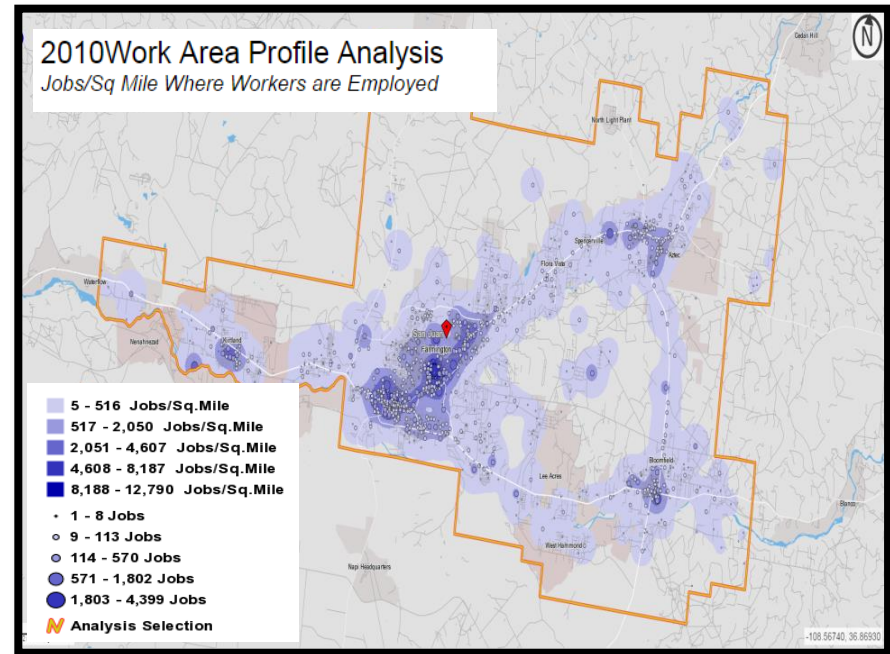 2010Work Area Profile Analysis
Jobs/Sq Mile Where Workers are Employed
N
Cedar Hill
North Light Plant
Spencerville
Aztec
Flora Vista
Waterflow
San Juan
Farmington
Nenahnezad
Kirtland
5 - 516 Jobs/Sq.Mile
517 - 2,050 Jobs/Sq.Mile
2,051 - 4,607 Jobs/Sq.Mile
4,608 - 8,187 Jobs/Sq.Mile
8,188 - 12,790 Jobs/Sq.Mile
1 - 8 Jobs
9 - 113 Jobs
114 - 570 Jobs
571 - 1,802 Jobs
1,803 - 4,399 Jobs
Analysis Selection
Bloomfield
Lee Acres
Blanco
West Hammond
Napi Headquarters
-108.56740, 36.86930